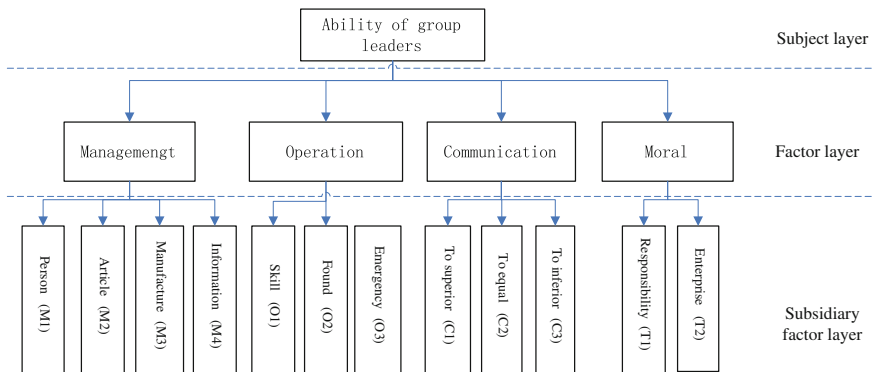 Ability of group
leaders
Subject layer
Managemengt
Operation
Communication
Moral
Factor layer
Person (M1)
Article (M2)
Manufacture (M3)
Information (M4)
Skill (O1)
Found (O2)
Emergency (O3)
To superior (C1)
To equal (C2)
To inferior (C3)
Responsibility (T1)
Enterprise (T2)
Subsidiary
factor layer